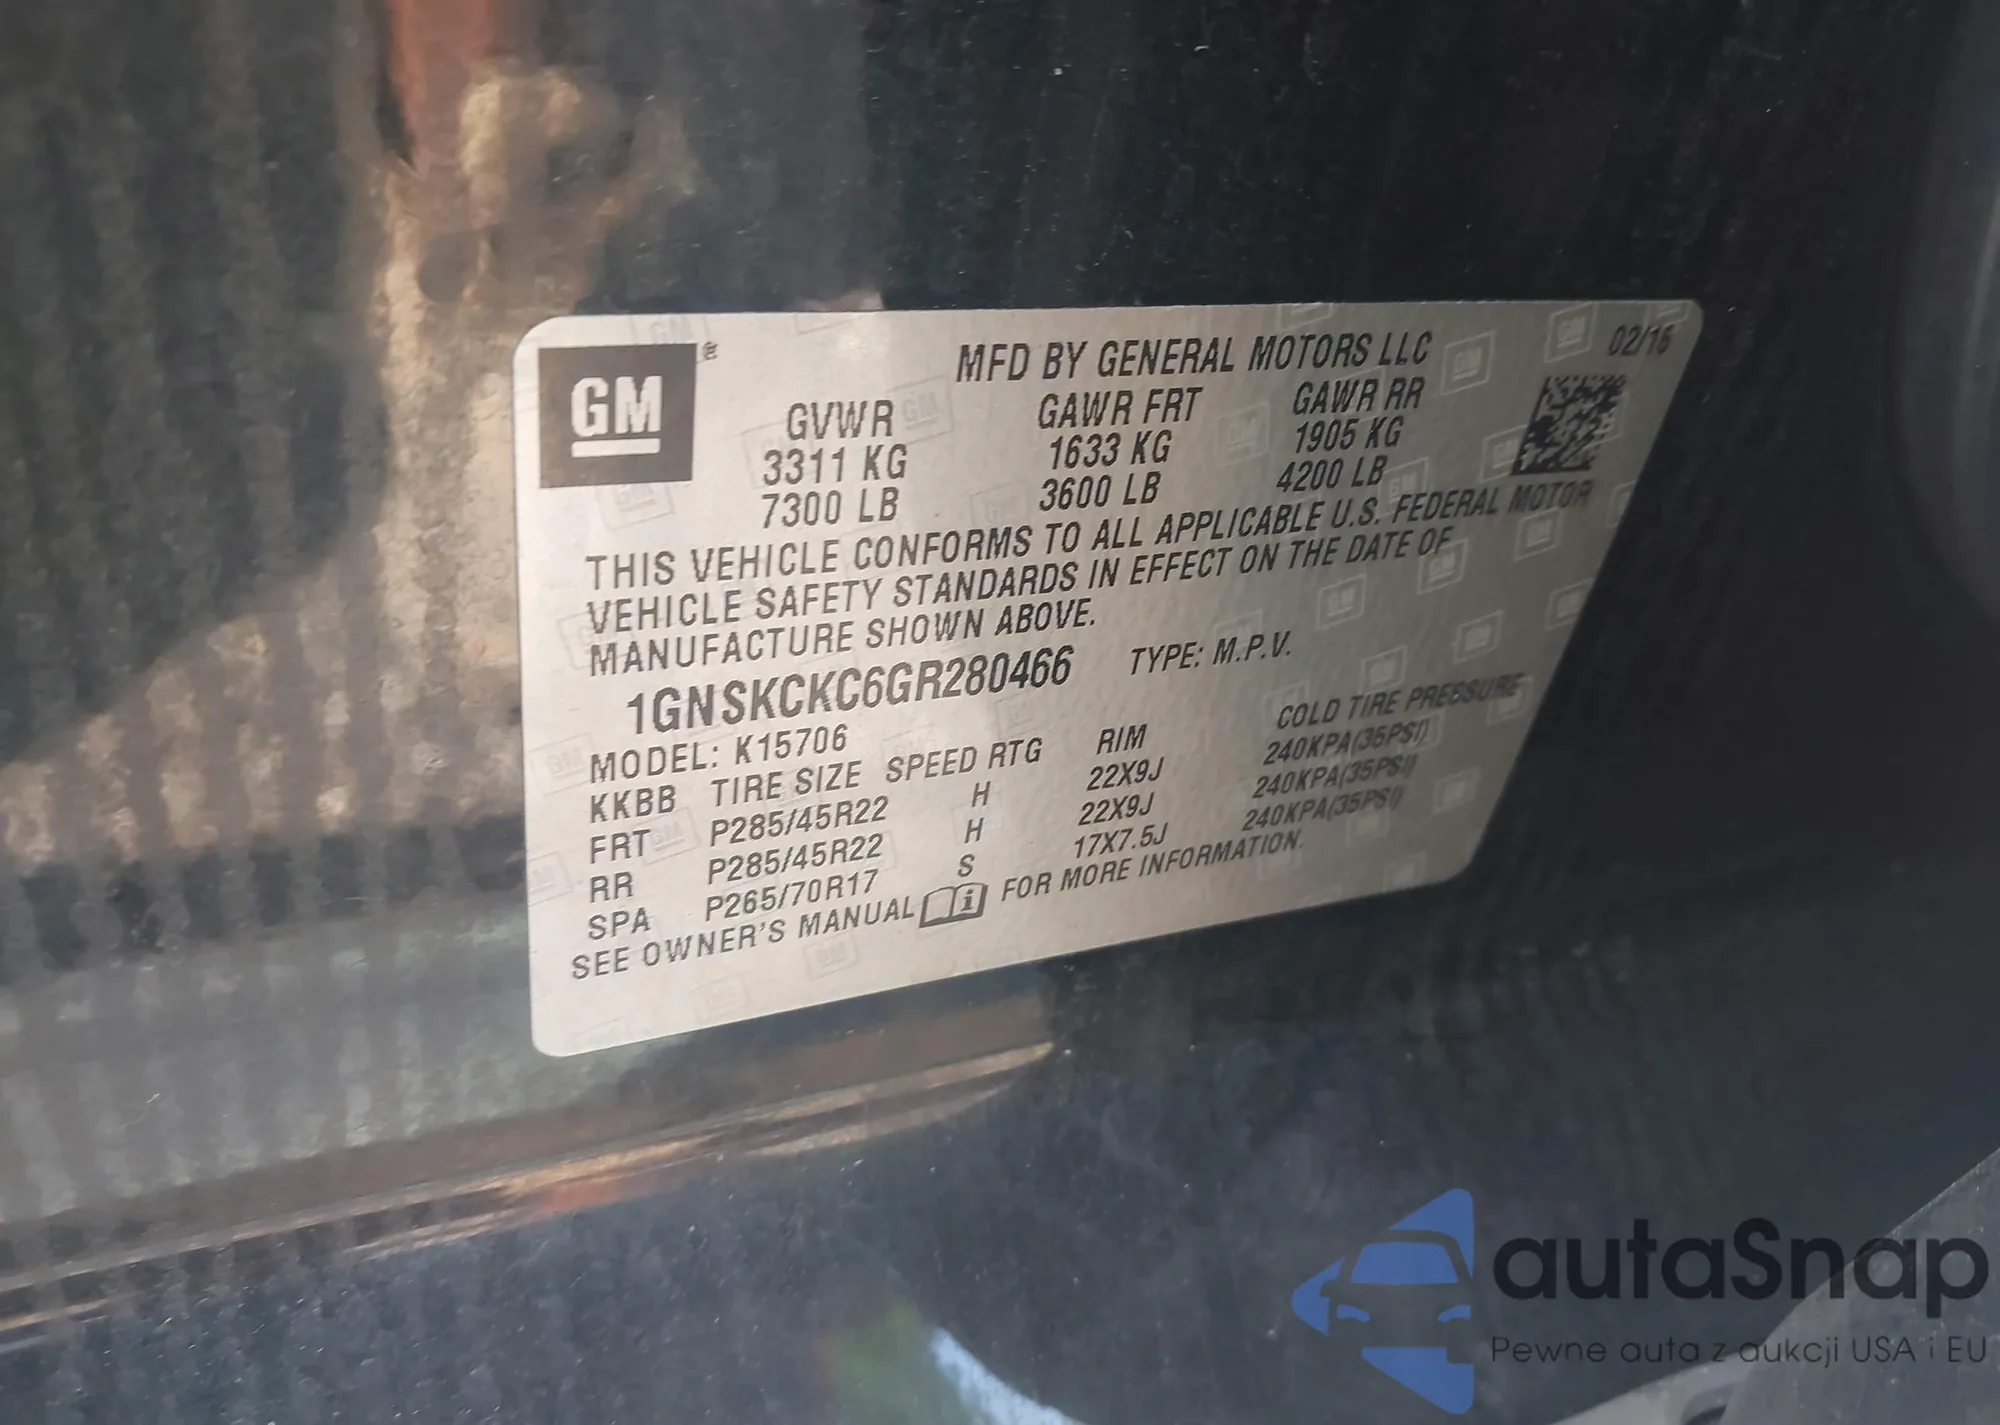 GM
MFD BY GENERAL MOTORS LLC 02/16
GVWR GAWR FRT GAWR RR
3311 KG 1633 KG 1905 KG
7300 LB 3600 LB 4200 LB
THIS VEHICLE CONFORMS TO ALL APPLICABLE U.S. FEDERAL MOTOR
VEHICLE SAFETY STANDARDS IN EFFECT ON THE DATE OF
MANUFACTURE SHOWN ABOVE.
1GNSKCKC6GR280466 TYPE: M.P.V.
MODEL: K15706
KKBB TIRE SIZE SPEED RTG RIM COLD TIRE PRESSURE
FRT P285/45R22 H 22X9J 240KPA(35PSI)
RR P285/45R22 H 22X9J 240KPA(35PSI)
SPA P265/70R17 S 17X7.5J 240KPA(35PSI)
SEE OWNER'S MANUAL FOR MORE INFORMATION.
autaSnap
Pewne auta z aukcji USA i EU